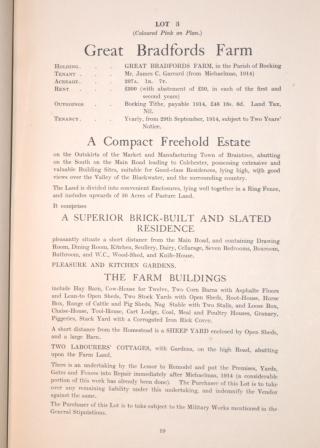 LOT 3
(Coloured Pink on Plan.)
Great Bradfords Farm
HOLDING . . . GREAT BRADFORDS FARM, in the Parish of Bocking
TENANT . . . Mr. James C. Garrard (from Michaelmas, 1914)
ACREAGE. . . 207A. 1R. 7P.
RENT . . . £200 (with abatement of £50, in each of the first and
second years)
OUTGOINGS . . Bocking Tithe, payable 1914, £46 18s. 6d. Land Tax,
Nil.
TENANCY. . . Yearly, from 29th September, 1914, subject to Two Years'
Notice.
A Compact Freehold Estate
on the Outskirts of the Market and Manufacturing Town of Braintree, abutting
on the South on the Main Road leading to Colchester, possessing extensive and
valuable Building Sites, suitable for Good-class Residences, lying high, with good
views over the Valley of the Blackwater, and the surrounding country.
The Land is divided into convenient Enclosures, lying well together in a Ring Fence,
and includes upwards of 30 Acres of Pasture Land.
It comprises
A SUPERIOR BRICK-BUILT AND SLATED
RESIDENCE
pleasantly situate a short distance from the Main Road, and containing Drawing
Room, Dining Room, Kitchen, Scullery, Dairy, Cellarage, Seven Bedrooms, Boxroom,
Bathroom, and W.C., Wood-Shed, and Knife-House.
PLEASURE AND KITCHEN GARDENS.
THE FARM BUILDINGS
include Hay Barn, Cow-House for Twelve, Two Corn Barns with Asphalte Floors
and Lean-to Open Sheds, Two Stock Yards with Open Sheds, Root-House, Horse
Box, Range of Cattle and Pig Sheds, Nag Stable with Two Stalls, and Loose Box,
Chaise-House, Tool-House, Cart Lodge, Coal, Meal and Poultry Houses, Granary,
Piggeries, Stack Yard with a Corrugated Iron Rick Cover.
A short distance from the Homestead is a SHEEP YARD enclosed by Open Sheds,
and a large Barn.
TWO LABOURERS' COTTAGES, with Gardens, on the high Road, abutting
upon the Farm Land.
There is an undertaking by the Lessor to Remodel and put the Premises, Yards,
Gates and Fences into Repair immediately after Michaelmas, 1914 (a considerable
portion of this work has already been done). The Purchaser of this Lot is to take
over any remaining liability under this undertaking, and indemnify the Vendor
against the same.
The Purchaser of this Lot is to take subject to the Military Works mentioned in the
General Stipulations.
19